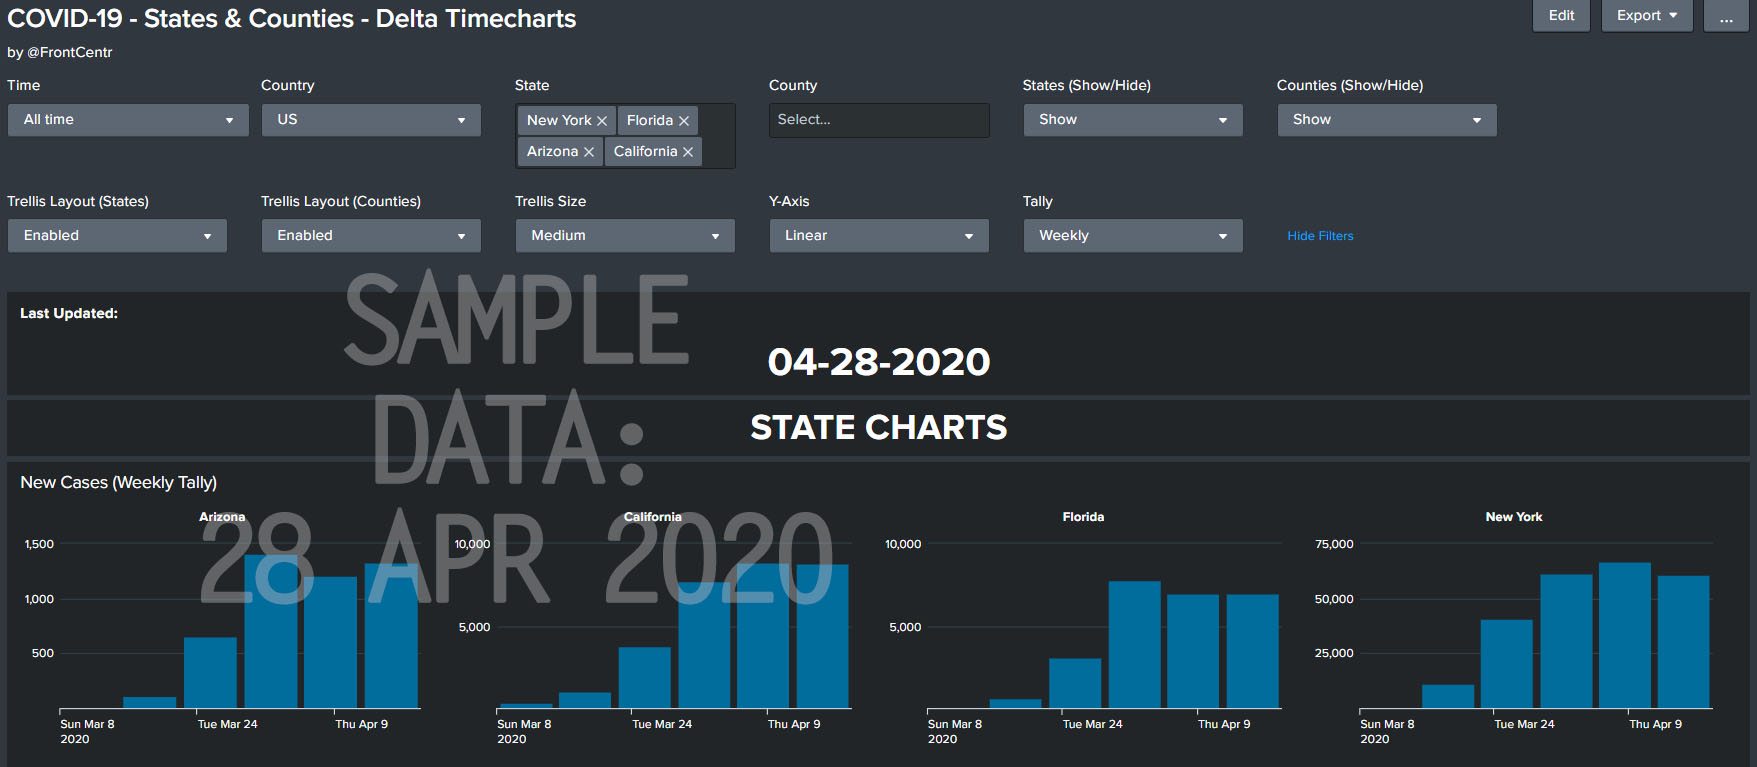 COVID-19 - States & Counties - Delta Timecharts
Edit
Export
...
by @FrontCentr
Time
Country
State
County
States (Show/Hide)
Counties (Show/Hide)
All time
US
New York
Florida
Arizona
California
Select...
Show
Show
Trellis Layout (States)
Trellis Layout (Counties)
Trellis Size
Y-Axis
Tally
Enabled
Enabled
Medium
Linear
Weekly
Hide Filters
Last Updated:
04-28-2020
STATE CHARTS
SAMPLE
DATA:
28 APR 2020
New Cases (Weekly Tally)
Arizona
1,500
1,000
500
Sun Mar 8
2020
Tue Mar 24
Thu Apr 9
California
10,000
5,000
Sun Mar 8
2020
Tue Mar 24
Thu Apr 9
Florida
10,000
5,000
Sun Mar 8
2020
Tue Mar 24
Thu Apr 9
New York
75,000
50,000
25,000
Sun Mar 8
2020
Tue Mar 24
Thu Apr 9